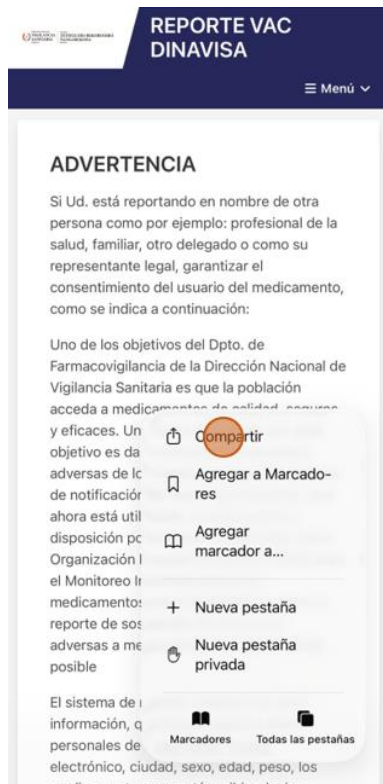 REPORTE VAC
DINAVISA
Menú
ADVERTENCIA
Si Ud. está reportando en nombre de otra
persona como por ejemplo: profesional de la
salud, familiar, otro delegado o como su
representante legal, garantizar el
consentimiento del usuario del medicamento,
como se indica a continuación:
Uno de los objetivos del Dpto. de
Farmacovigilancia de la Dirección Nacional de
Vigilancia Sanitaria es que la población
acceda a medicamentos de calidad, seguros
y eficaces. Un
objetivo es da
adversas de lo
de notificación
ahora está util
disposición po
Organización
el Monitoreo
medicamentos
reporte de sos
adversas a me
posible
Compartir
Agregar a Marcado-
res
Agregar
marcador a...
Nueva pestaña
Nueva pestaña
privada
Marcadores
Todas las pestañas
El sistema de
información, q
personales de
electrónico, ciudad, sexo, edad, peso, los